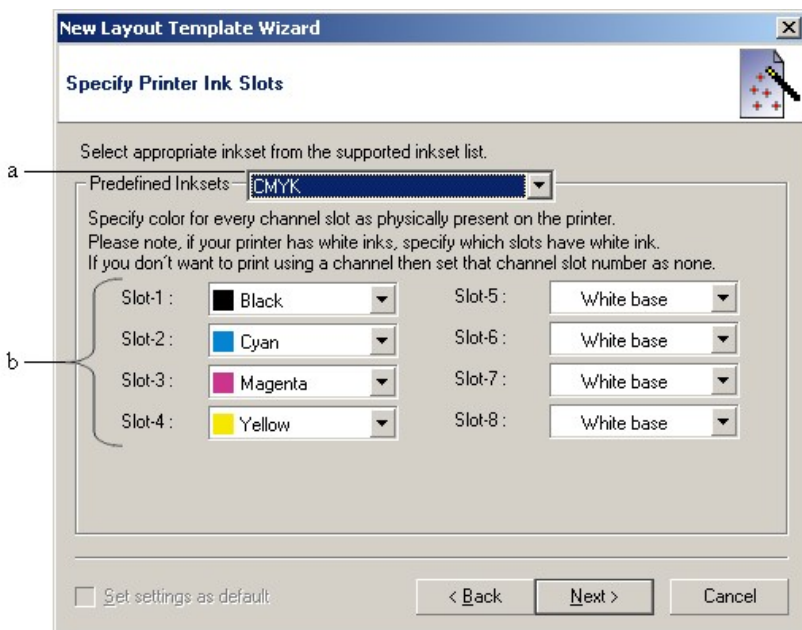 New Layout Template Wizard
Specify Printer Ink Slots
Select appropriate inkset from the supported inkset list.
a
Predefined Inksets
CMYK
Specify color for every channel slot as physically present on the printer.
Please note, if your printer has white inks, specify which slots have white ink.
If you don't want to print using a channel then set that channel slot number as none.
b
Slot-1 : Black Slot-5 : White base
Slot-2 : Cyan Slot-6 : White base
Slot-3 : Magenta Slot-7 : White base
Slot-4 : Yellow Slot-8 : White base
Set settings as default < Back Next > Cancel